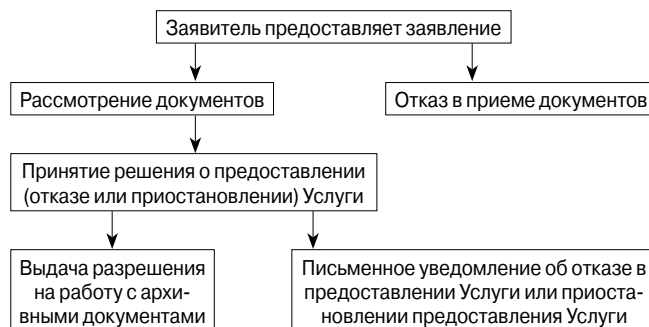 Заявитель предоставляет заявление
Рассмотрение документов
Отказ в приеме документов
Принятие решения о предоставлении
(отказе или приостановлении) Услуги
Выдача разрешения
на работу с архи-
вными документами
Письменное уведомление об отказе в
предоставлении Услуги или приоста-
новлении предоставления Услуги